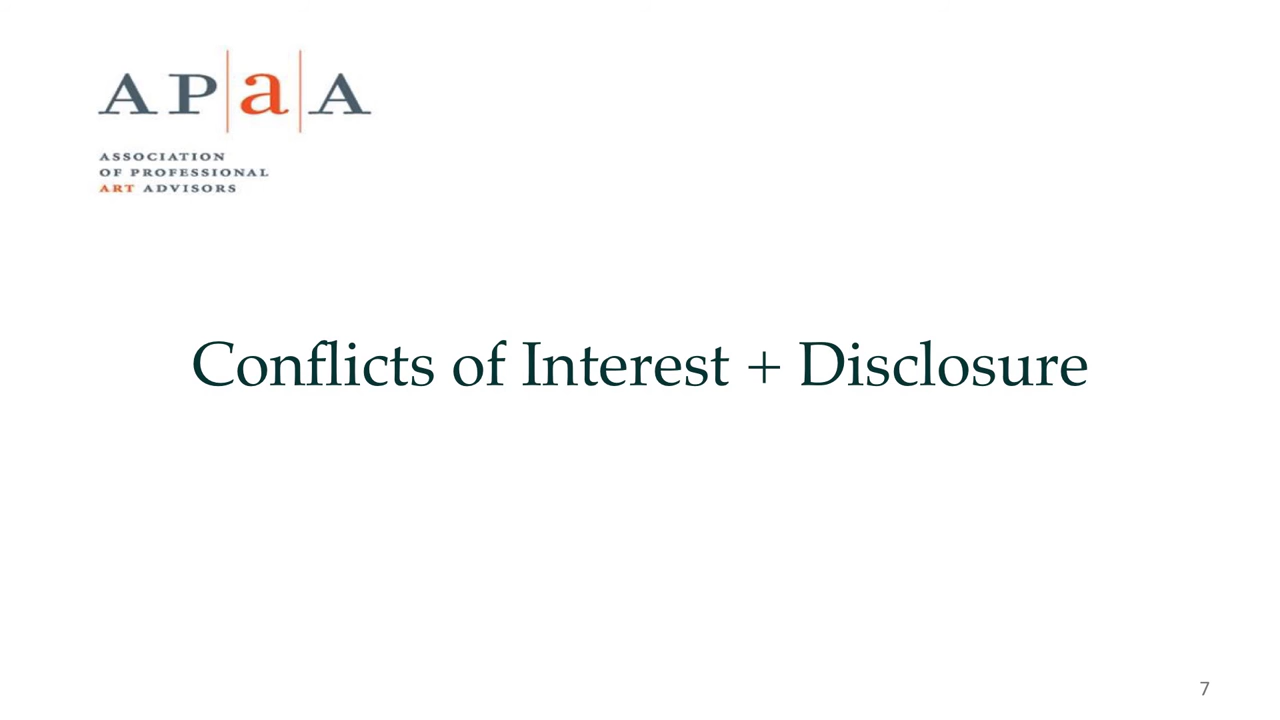 APaA
ASSOCIATION
OF PROFESSIONAL
ART ADVISORS
Conflicts of Interest + Disclosure
7